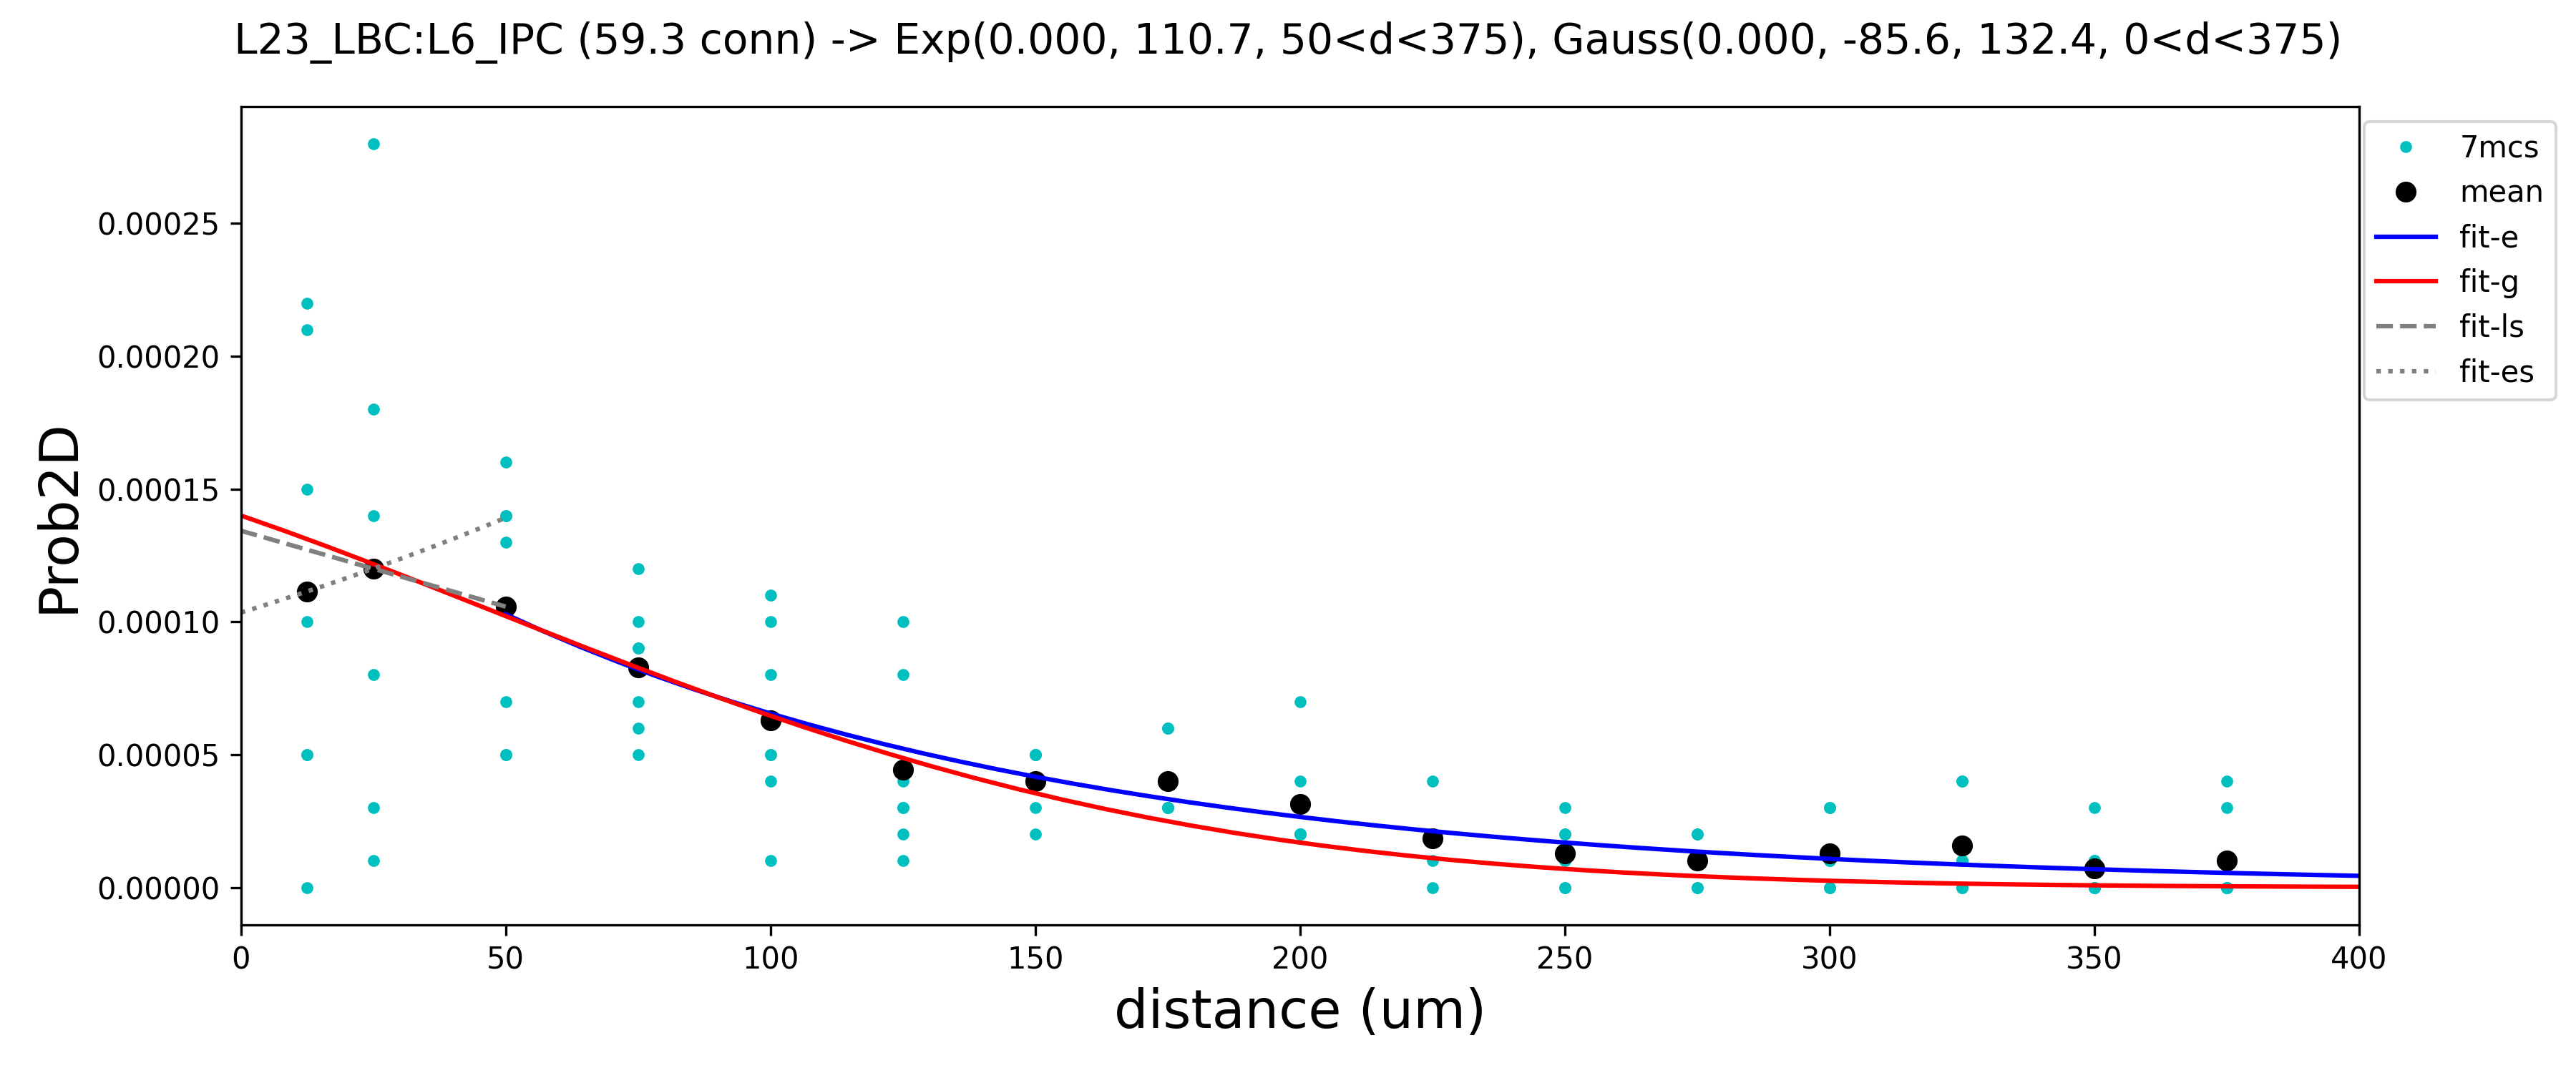 L23_LBC:L6_IPC (59.3 conn) -> Exp(0.000, 110.7, 50<d<375), Gauss(0.000, -85.6, 132.4, 0<d<375)
7mcs
mean
fit-e
fit-g
fit-ls
fit-es
Prob2D
0.00025
0.00020
0.00015
0.00010
0.00005
0.00000
0 50 100 150 200 250 300 350 400
distance (um)